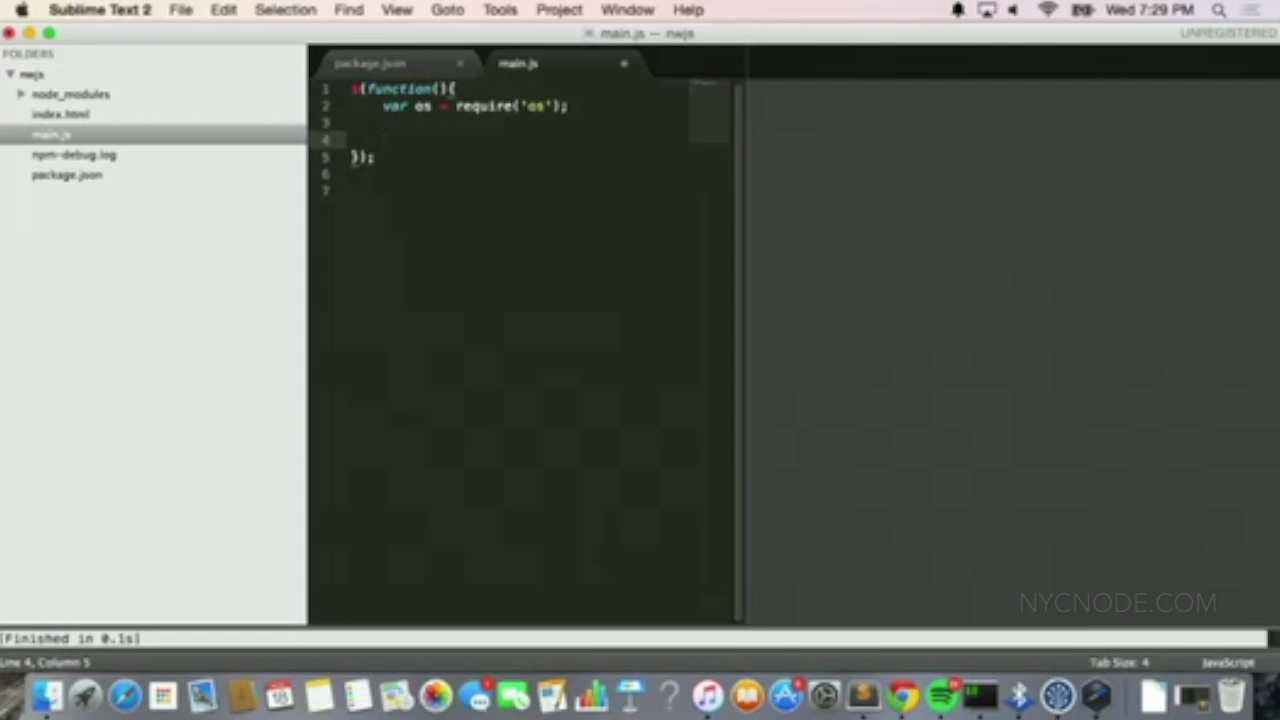 Sublime Text 2 File Edit Selection Find View Goto Tools Project Window Help Wed 7:29 PM
main.js — nwjs UNREGISTERED
FOLDERS
nwjs
node_modules
index.html
main.js
npm-debug.log
package.json
package.json × main.js
1 $(function(){
2 var os = require('os');
3
4
5 });
6
7
NYCNODE.COM
[Finished in 0.1s]
Line 4, Column 5 Tab Size: 4 JavaScript